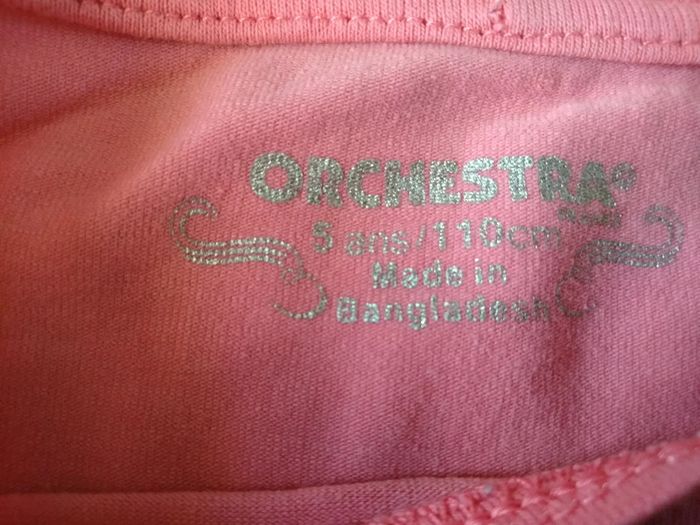 ORCHESTRA®
5 ans/110cm
Made in
Bangladesh